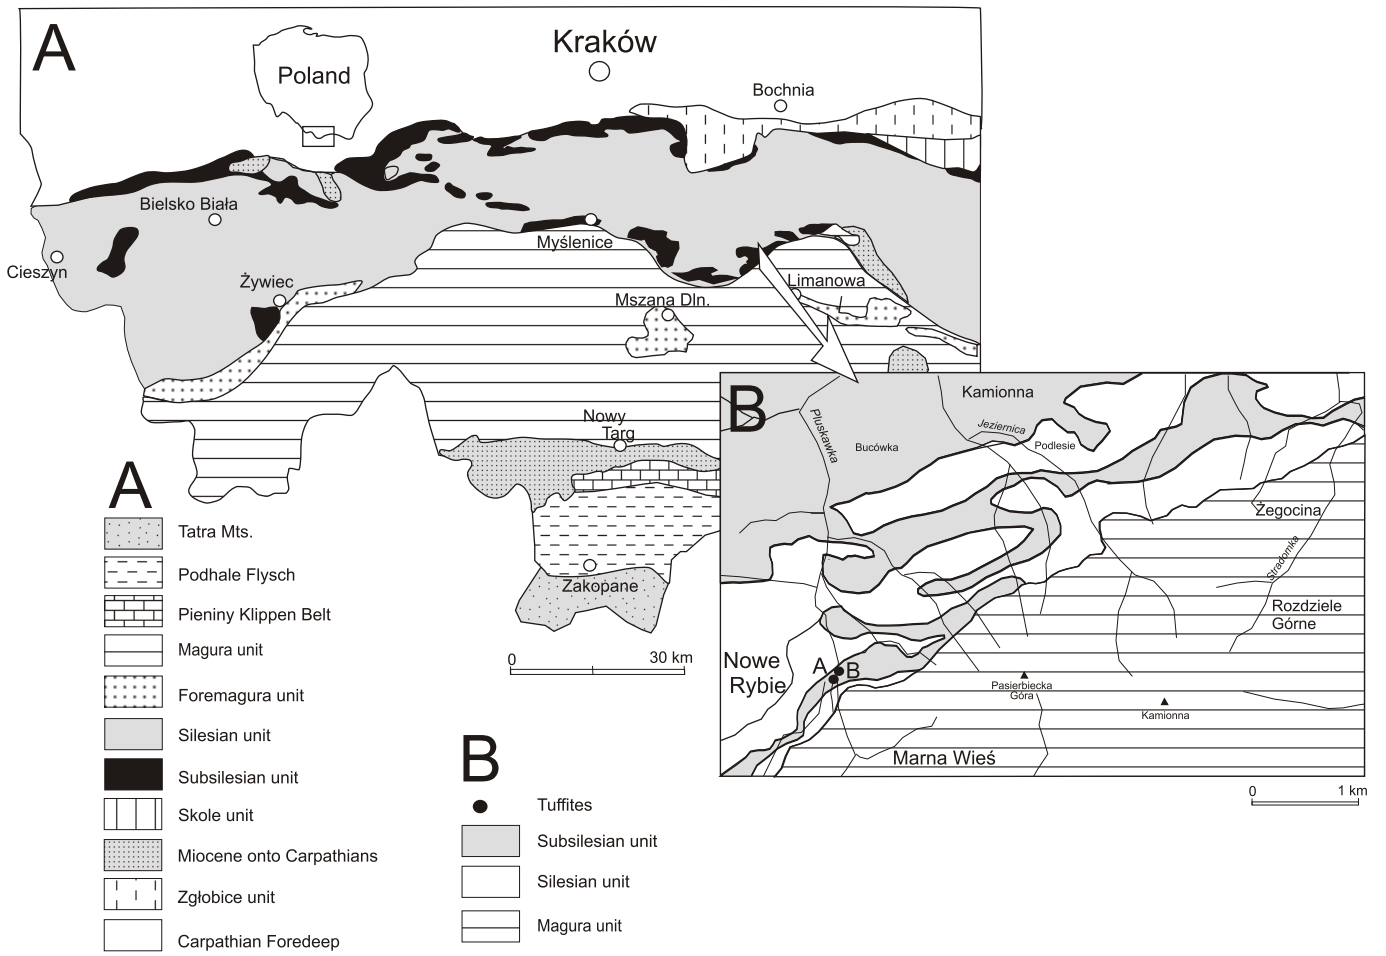 A
Poland
Kraków
Bochnia
Bielsko Biała
Cieszyn
Żywiec
Myślenice
Mszana Dln.
Limanowa
Nowy
Targ
Zakopane
0 30 km
A
Tatra Mts.
Podhale Flysch
Pieniny Klippen Belt
Magura unit
Foremagura unit
Silesian unit
Subsilesian unit
Skole unit
Miocene onto Carpathians
Zgłobice unit
Carpathian Foredeep
B
Kamionna
Pluskawka
Bucówka
Jeziernica
Podlesie
Żegocina
Stradomka
Rozdziele
Górne
Nowe
Rybie
A
B
Pasierbiecka
Góra
Kamionna
Marna Wieś
0 1 km
B
Tuffites
Subsilesian unit
Silesian unit
Magura unit